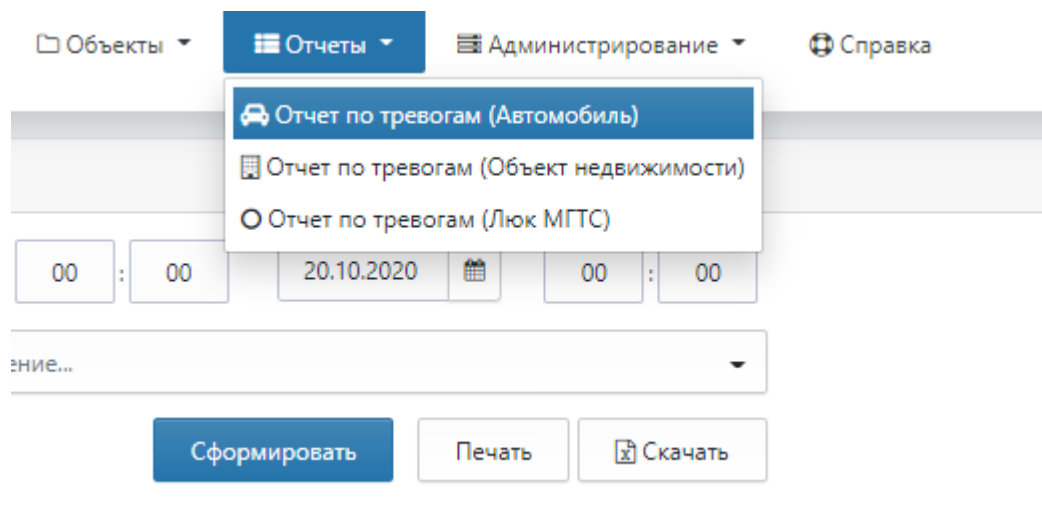 Объекты Отчеты Администрирование Справка
Отчет по тревогам (Автомобиль)
Отчет по тревогам (Объект недвижимости)
Отчет по тревогам (Люк МГТС)
00 : 00 20.10.2020 00 : 00
ение...
Сформировать Печать Скачать